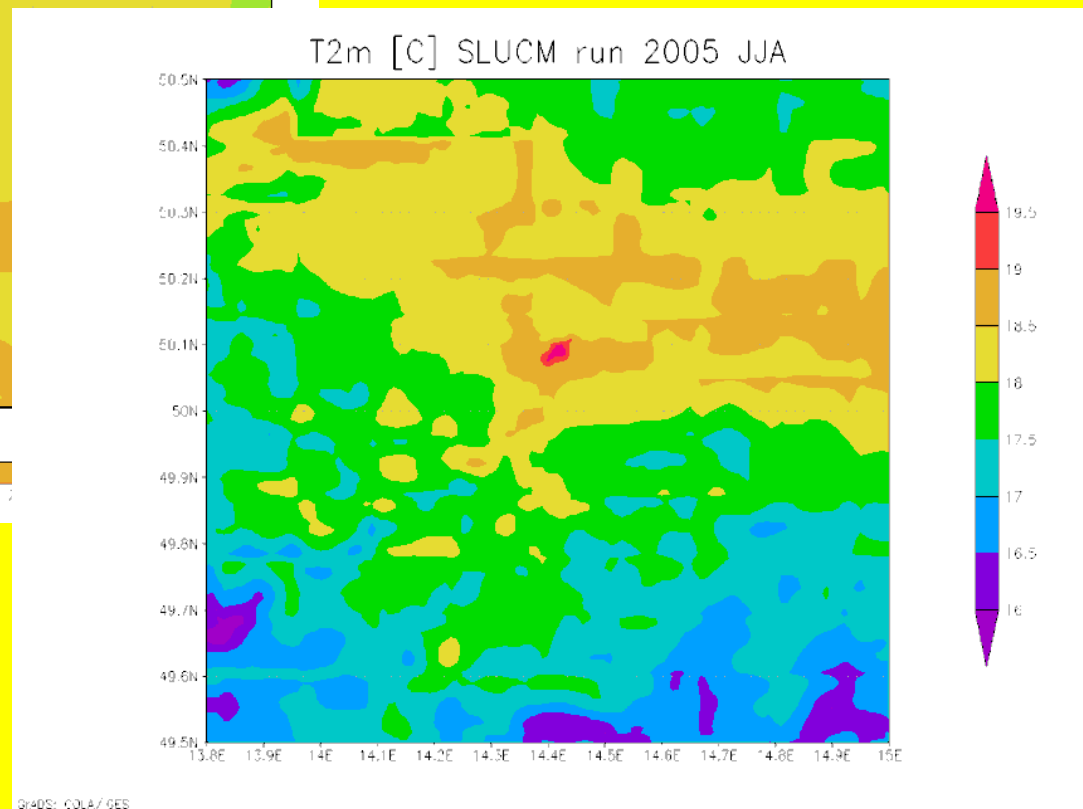 T2m [C] SLUCM run 2005 JJA
50.5N
50.4N
50.3N
50.2N
50.1N
50N
49.9N
49.8N
49.7N
49.6N
49.5N
13.8E 13.9E 14E 14.1E 14.2E 14.3E 14.4E 14.5E 14.6E 14.7E 14.8E 14.9E 15E
19.5
19
18.5
18
17.5
17
16.5
16
GrADS: COLA/IGES